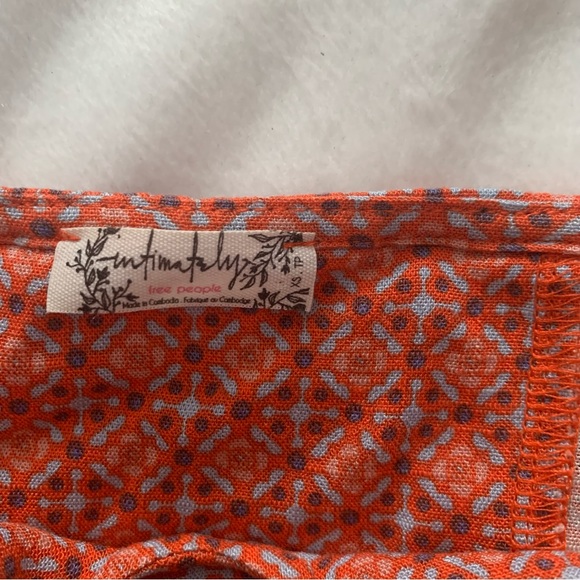 intimately
free people
Made in Cambodia . Fabriqué au Cambodge
XS . TP